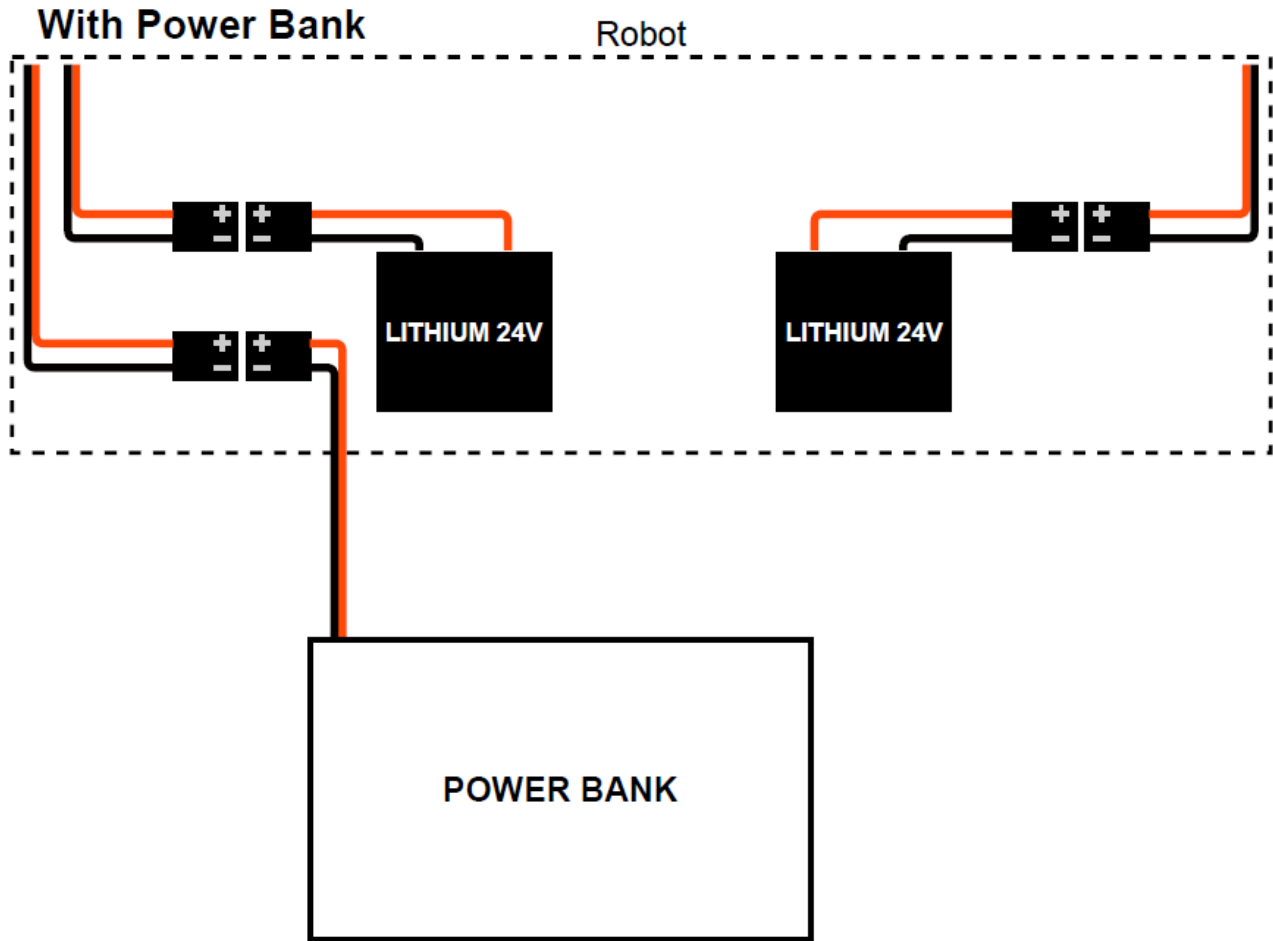 With Power Bank
Robot
+ +
− −
+ +
− −
LITHIUM 24V
LITHIUM 24V
+ +
− −
POWER BANK